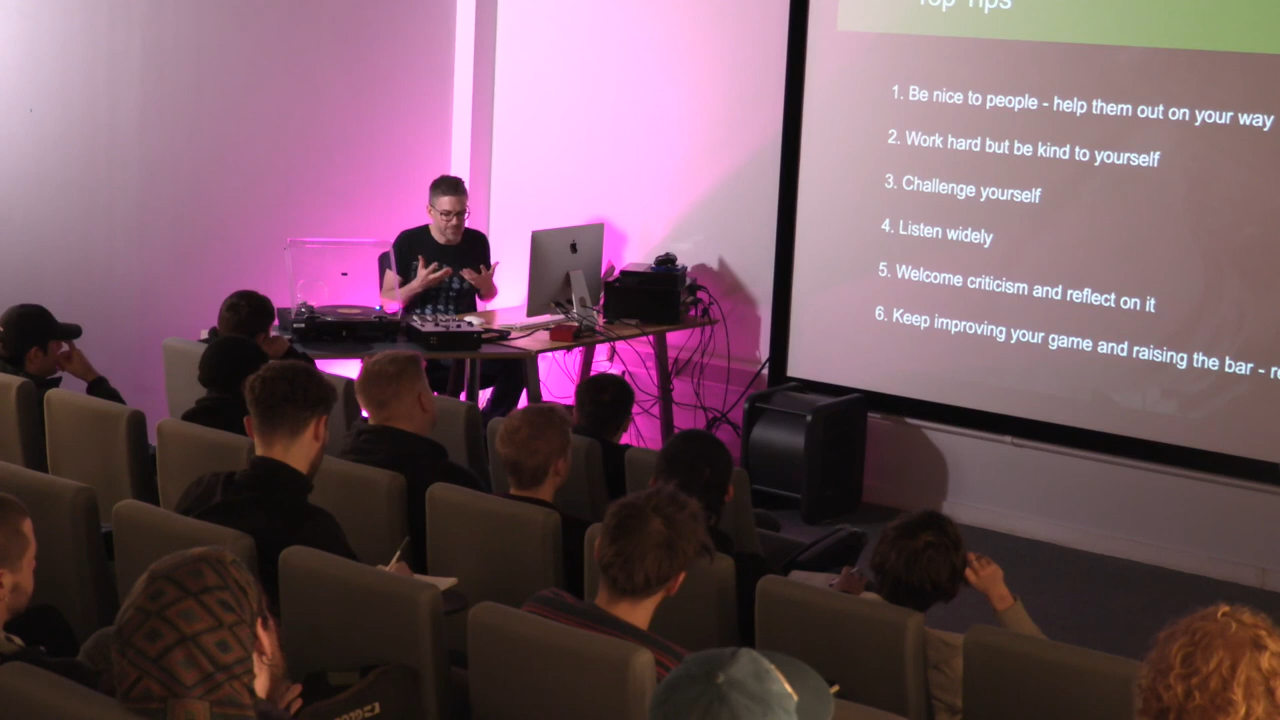 Top Tips
1. Be nice to people - help them out on your way
2. Work hard but be kind to yourself
3. Challenge yourself
4. Listen widely
5. Welcome criticism and reflect on it
6. Keep improving your game and raising the bar -